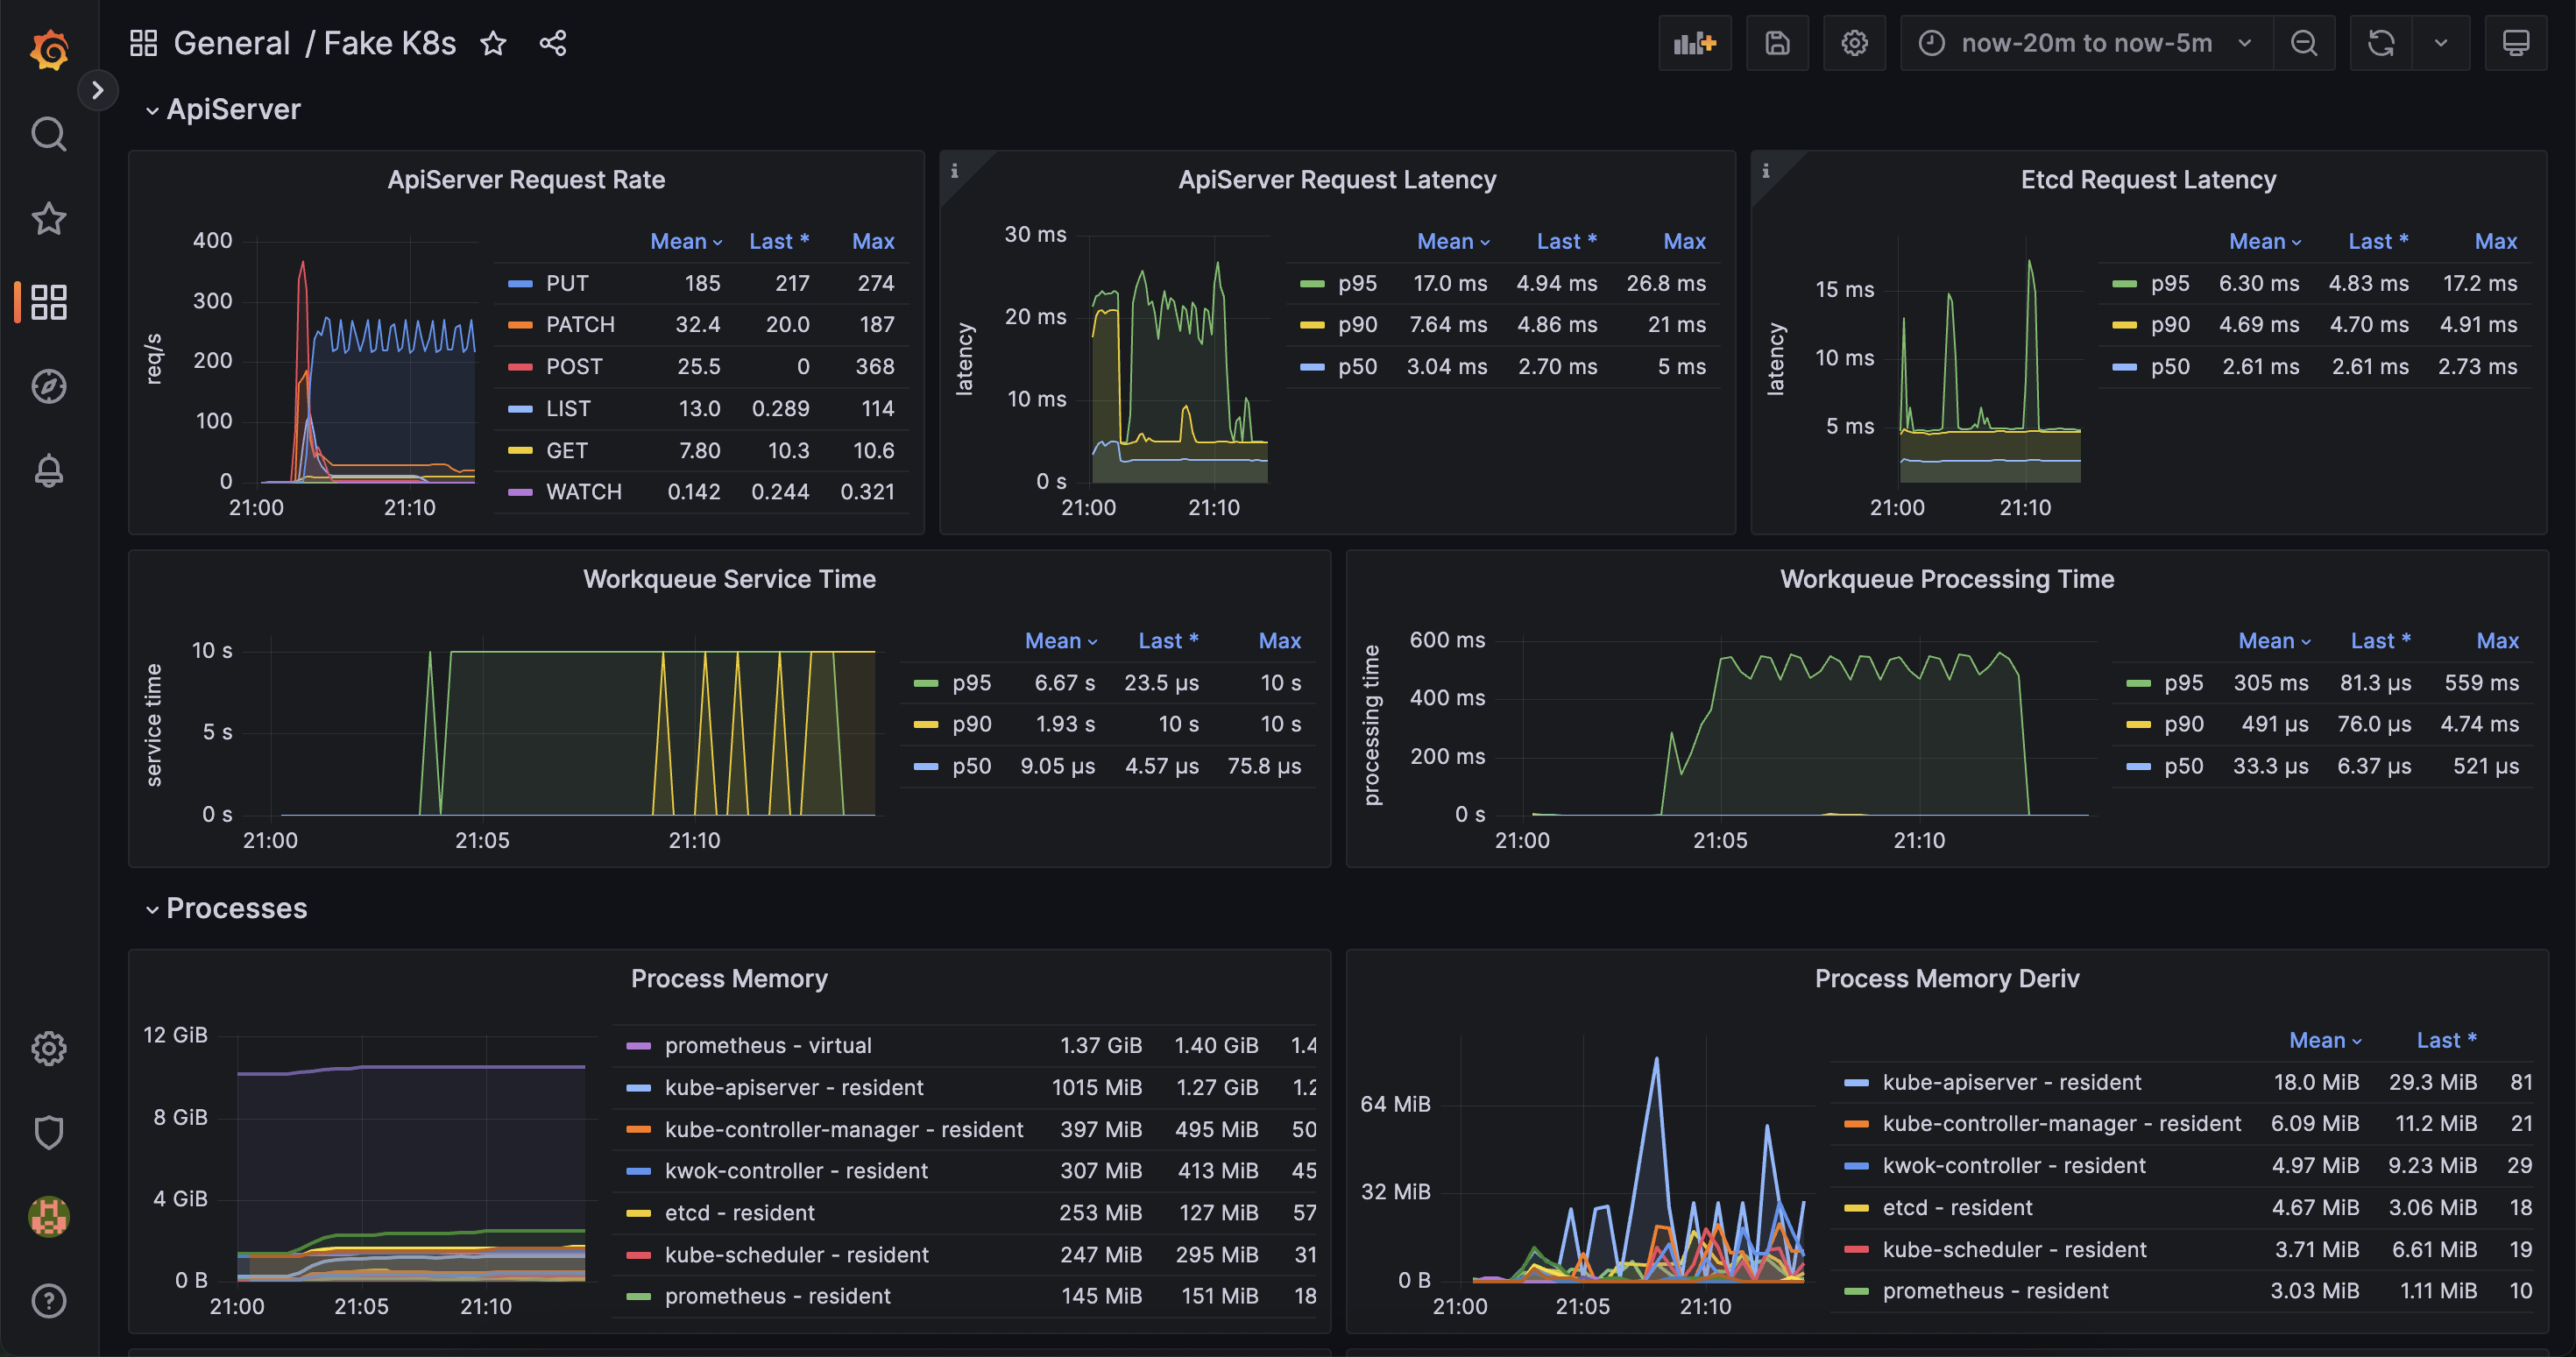 General / Fake K8s
now-20m to now-5m
ApiServer
ApiServer Request Rate
Mean Last * Max
400
300
200
100
0
req/s
21:00 21:10
PUT 185 217 274
PATCH 32.4 20.0 187
POST 25.5 0 368
LIST 13.0 0.289 114
GET 7.80 10.3 10.6
WATCH 0.142 0.244 0.321
i
ApiServer Request Latency
30 ms
20 ms
10 ms
0 s
latency
21:00 21:10
Mean Last * Max
p95 17.0 ms 4.94 ms 26.8 ms
p90 7.64 ms 4.86 ms 21 ms
p50 3.04 ms 2.70 ms 5 ms
i
Etcd Request Latency
15 ms
10 ms
5 ms
latency
21:00 21:10
Mean Last * Max
p95 6.30 ms 4.83 ms 17.2 ms
p90 4.69 ms 4.70 ms 4.91 ms
p50 2.61 ms 2.61 ms 2.73 ms
Workqueue Service Time
10 s
5 s
0 s
service time
21:00 21:05 21:10
Mean Last * Max
p95 6.67 s 23.5 µs 10 s
p90 1.93 s 10 s 10 s
p50 9.05 µs 4.57 µs 75.8 µs
Workqueue Processing Time
600 ms
400 ms
200 ms
0 s
processing time
21:00 21:05 21:10
Mean Last * Max
p95 305 ms 81.3 µs 559 ms
p90 491 µs 76.0 µs 4.74 ms
p50 33.3 µs 6.37 µs 521 µs
Processes
Process Memory
12 GiB
8 GiB
4 GiB
0 B
21:00 21:05 21:10
prometheus - virtual 1.37 GiB 1.40 GiB 1.4
kube-apiserver - resident 1015 MiB 1.27 GiB 1.2
kube-controller-manager - resident 397 MiB 495 MiB 50
kwok-controller - resident 307 MiB 413 MiB 45
etcd - resident 253 MiB 127 MiB 57
kube-scheduler - resident 247 MiB 295 MiB 31
prometheus - resident 145 MiB 151 MiB 18
Process Memory Deriv
64 MiB
32 MiB
0 B
21:00 21:05 21:10
Mean Last *
kube-apiserver - resident 18.0 MiB 29.3 MiB 81
kube-controller-manager - resident 6.09 MiB 11.2 MiB 21
kwok-controller - resident 4.97 MiB 9.23 MiB 29
etcd - resident 4.67 MiB 3.06 MiB 18
kube-scheduler - resident 3.71 MiB 6.61 MiB 19
prometheus - resident 3.03 MiB 1.11 MiB 10